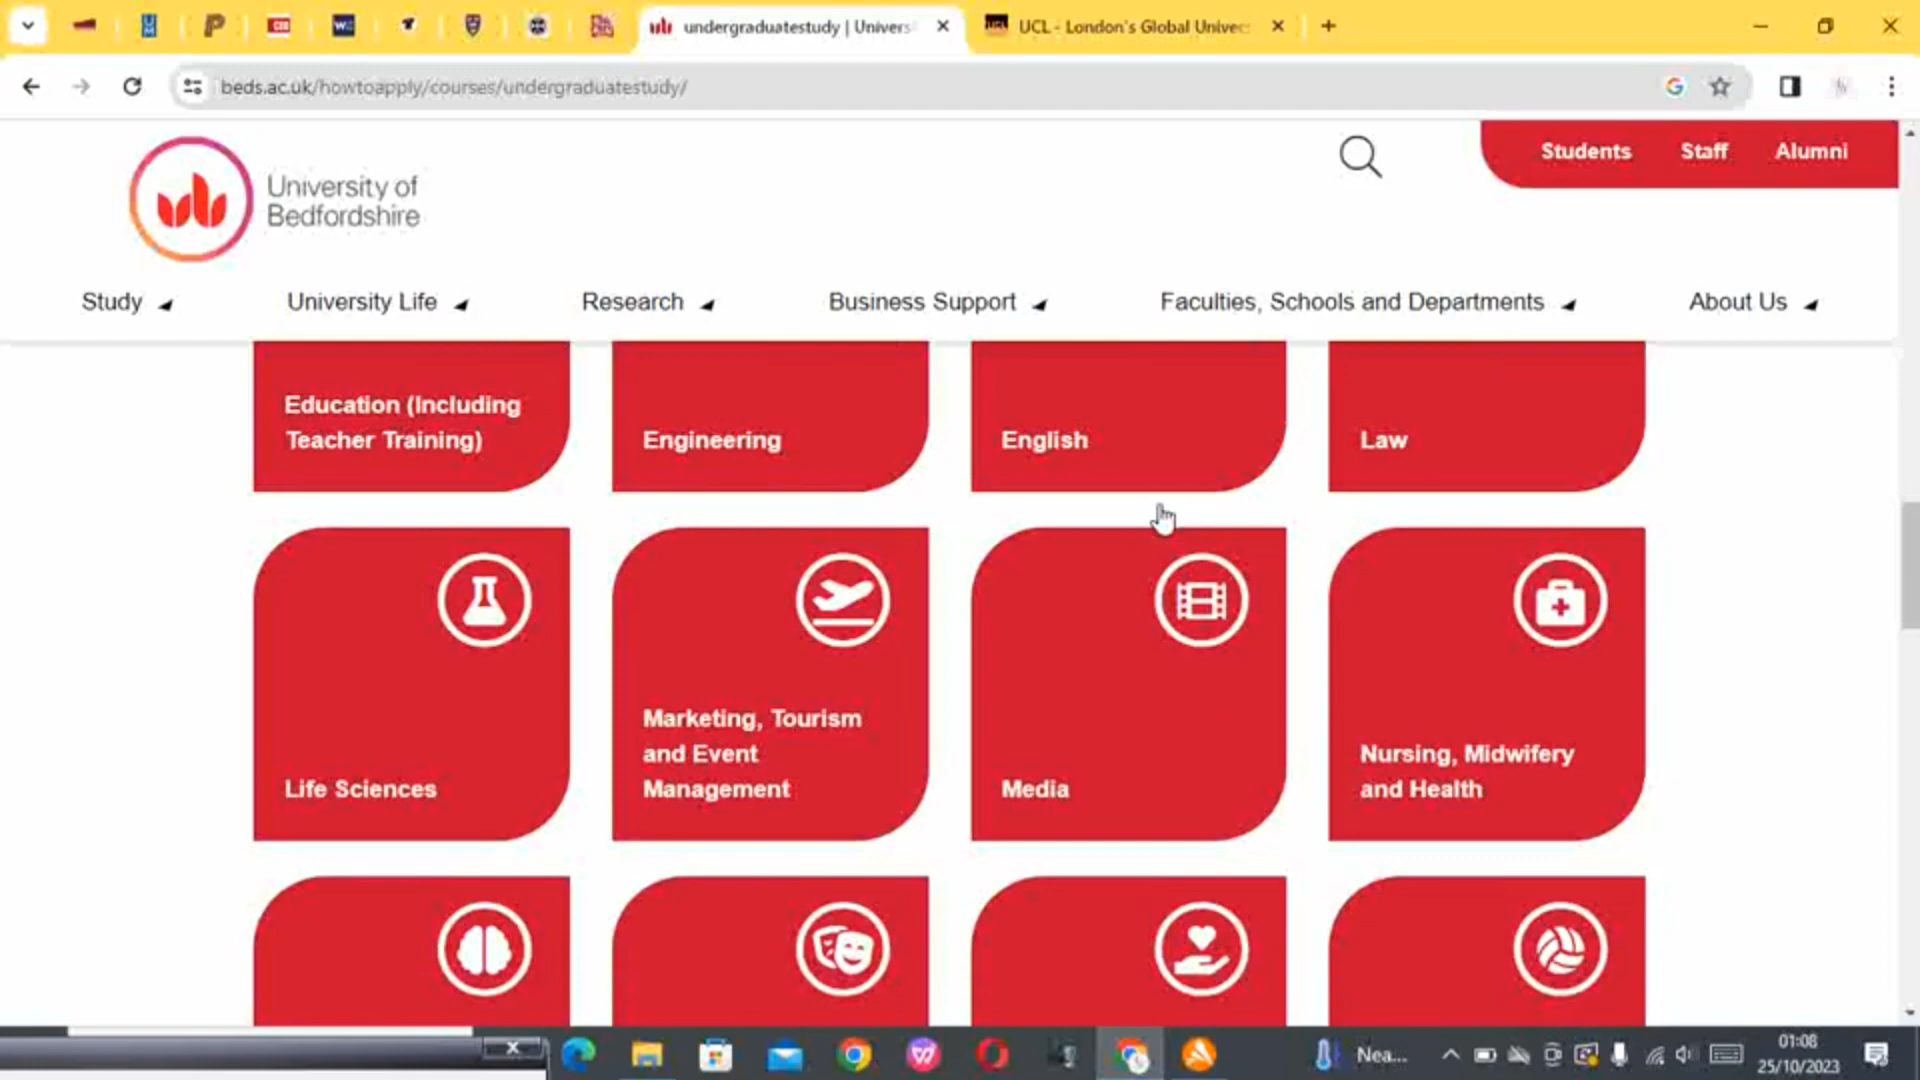 undergraduatestudy | Univers
UCL - London's Global Univer
beds.ac.uk/howtoapply/courses/undergraduatestudy/
Students Staff Alumni
University of
Bedfordshire
Study University Life Research Business Support Faculties, Schools and Departments About Us
Education (Including
Teacher Training)
Engineering
English
Law
Life Sciences
Marketing, Tourism
and Event
Management
Media
Nursing, Midwifery
and Health
Nea...
01:08
25/10/2023